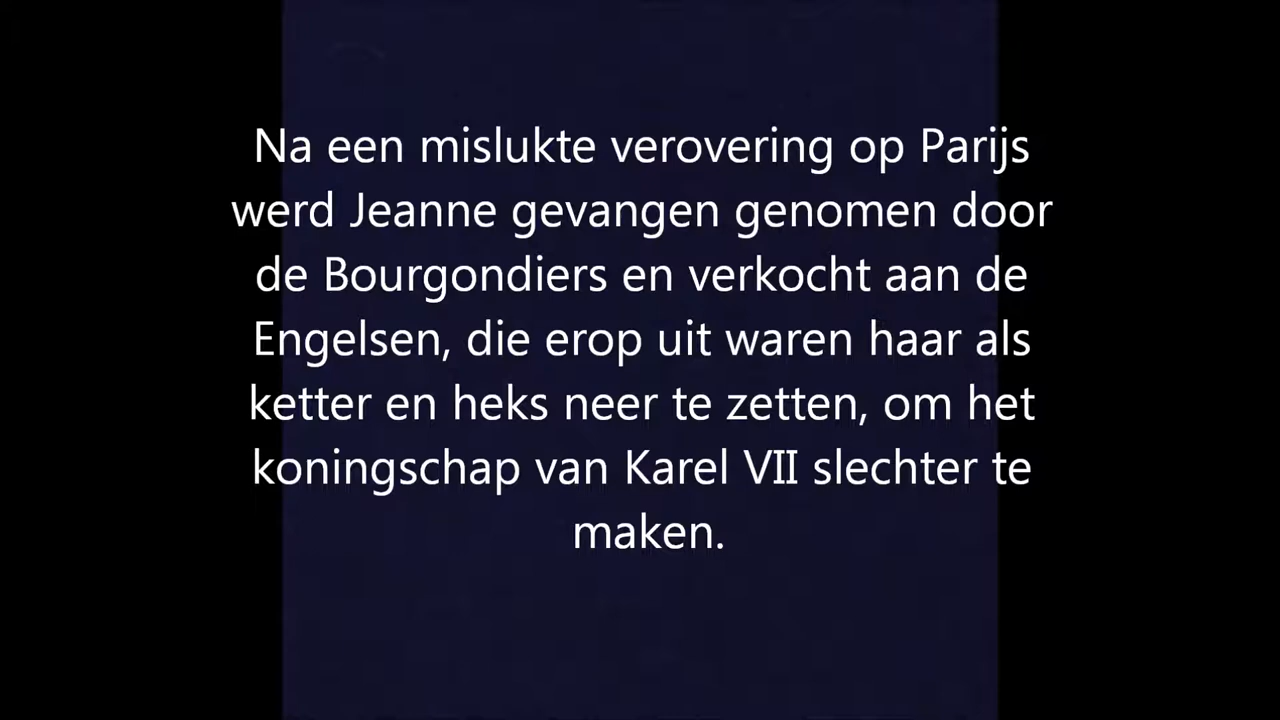 Na een mislukte verovering op Parijs
werd Jeanne gevangen genomen door
de Bourgondiers en verkocht aan de
Engelsen, die erop uit waren haar als
ketter en heks neer te zetten, om het
koningschap van Karel VII slechter te
maken.